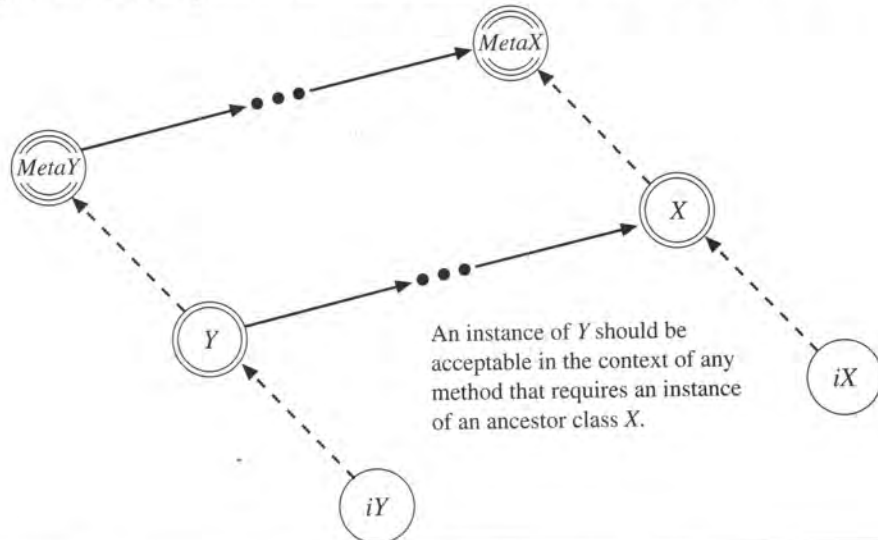 MetaX
MetaY
X
Y
An instance of Y should be
acceptable in the context of any
method that requires an instance
of an ancestor class X.
iX
iY